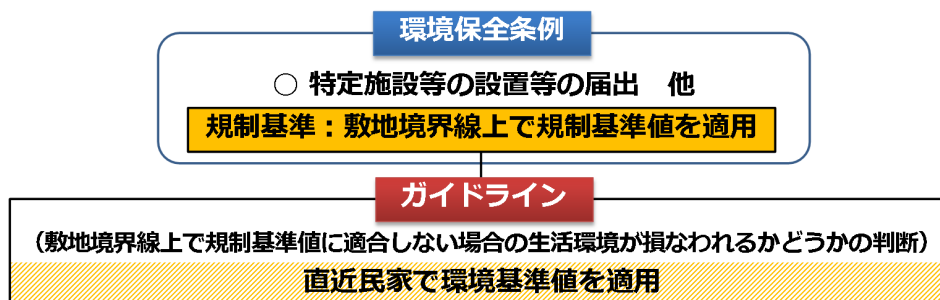 環境保全条例
○ 特定施設等の設置等の届出　他
規制基準：敷地境界線上で規制基準値を適用
ガイドライン
（敷地境界線上で規制基準値に適合しない場合の生活環境が損なわれるかどうかの判断）
直近民家で環境基準値を適用